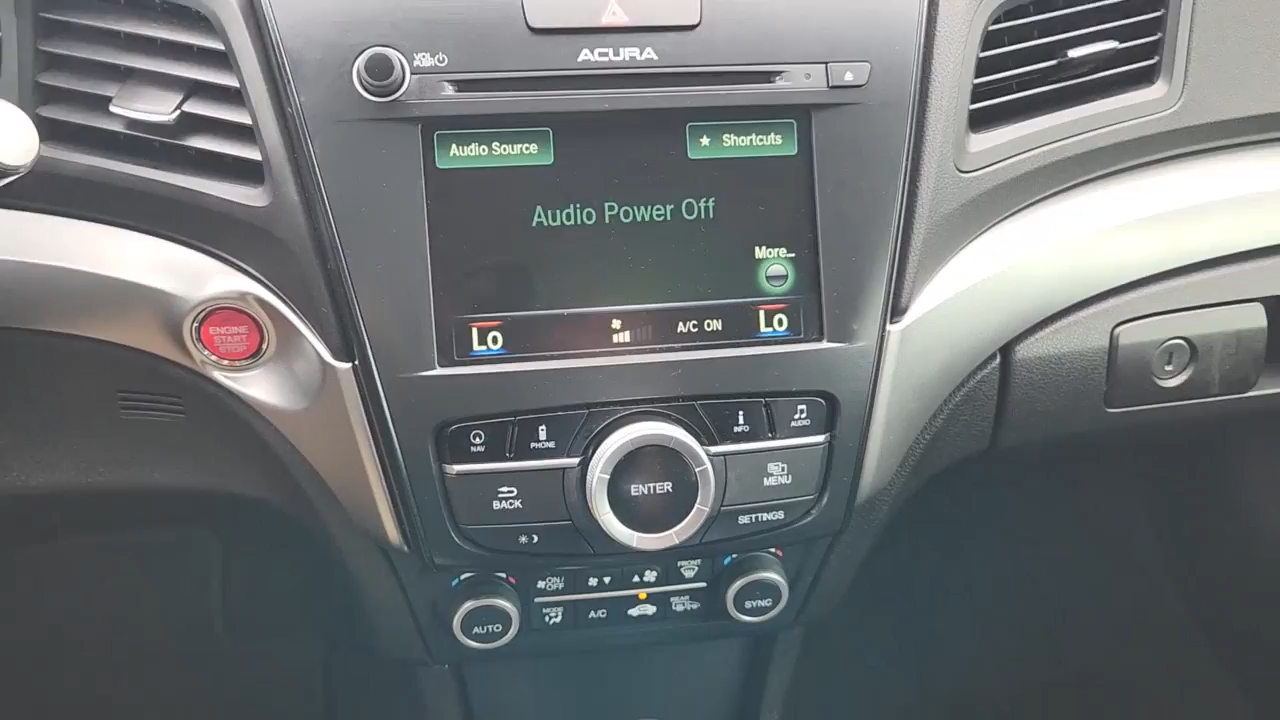 ACURA
VOL
PUSH
Audio Source
★ Shortcuts
Audio Power Off
More...
Lo
A/C ON
Lo
ENGINE
START
STOP
NAV
PHONE
INFO
AUDIO
BACK
ENTER
MENU
SETTINGS
ON/
OFF
FRONT
MODE
A/C
REAR
AUTO
SYNC